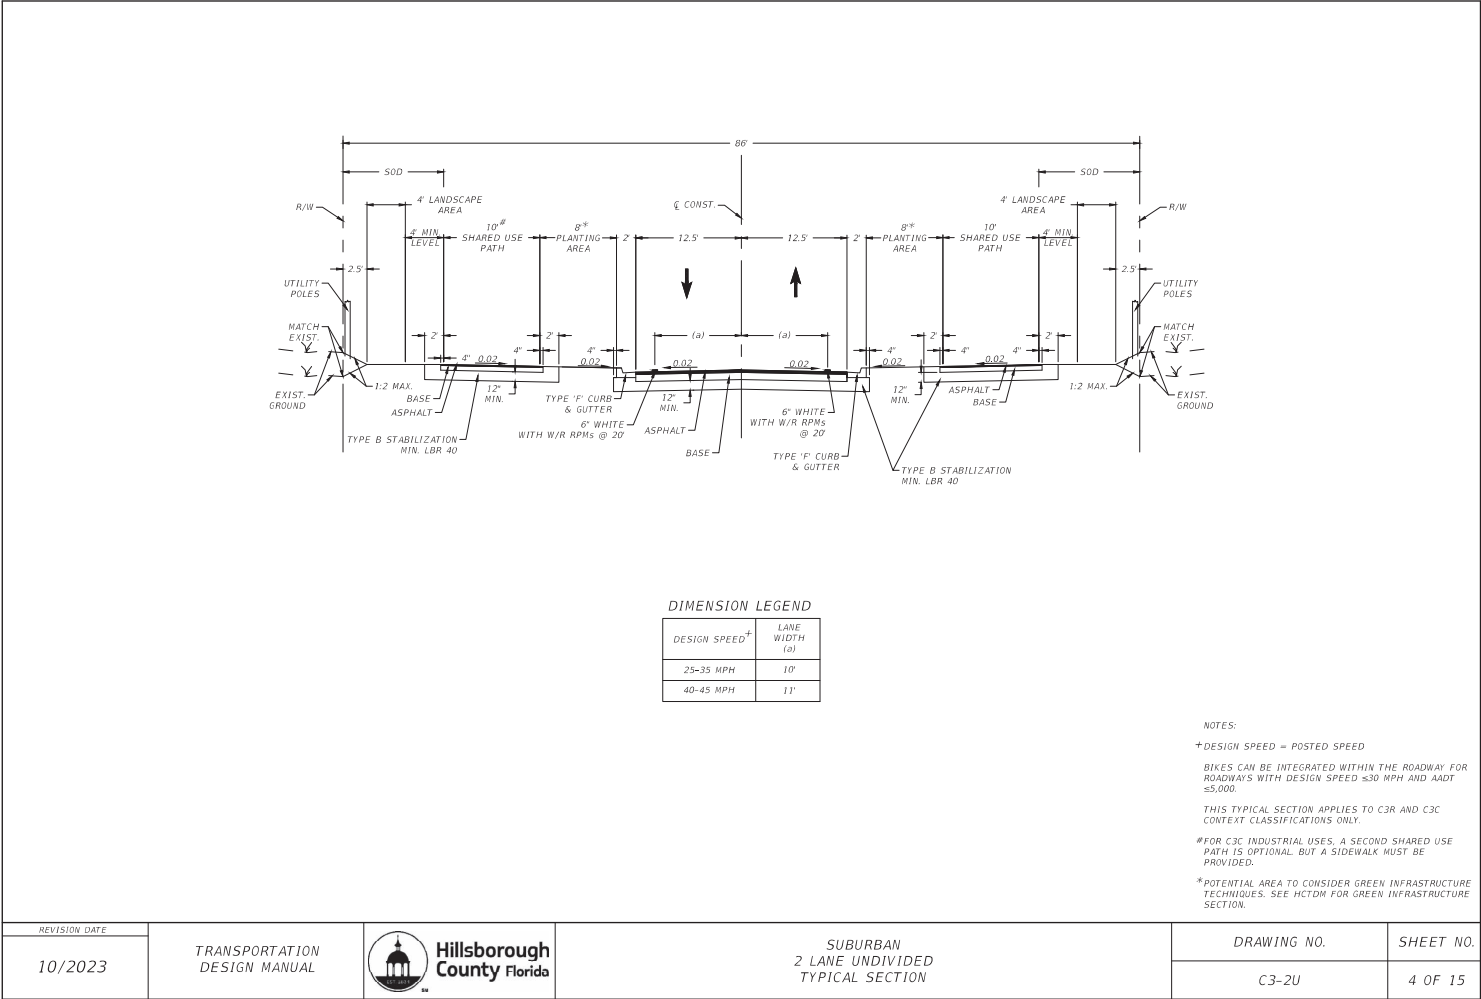 86'
SOD
SOD
R/W
4' LANDSCAPE
AREA
℄ CONST.
4' LANDSCAPE
AREA
R/W
4' MIN.
LEVEL
10'#
SHARED USE
PATH
8'*
PLANTING
AREA
2'
12.5'
12.5'
2'
8'*
PLANTING
AREA
10'
SHARED USE
PATH
4' MIN.
LEVEL
2.5'
2.5'
UTILITY
POLES
UTILITY
POLES
MATCH
EXIST.
MATCH
EXIST.
2'
2'
(a)
(a)
2'
2'
4"
0.02
4"
4"
0.02
0.02
0.02
4"
0.02
4"
0.02
4"
EXIST.
GROUND
1:2 MAX.
BASE
ASPHALT
12"
MIN.
TYPE 'F' CURB
& GUTTER
12"
MIN.
12"
MIN.
ASPHALT
BASE
1:2 MAX.
EXIST.
GROUND
6" WHITE
WITH W/R RPMs @ 20'
ASPHALT
6" WHITE
WITH W/R RPMs
@ 20'
TYPE B STABILIZATION
MIN. LBR 40
BASE
TYPE 'F' CURB
& GUTTER
TYPE B STABILIZATION
MIN. LBR 40
DIMENSION LEGEND
DESIGN SPEED+
LANE
WIDTH
(a)
25-35 MPH 10'
40-45 MPH 11'
NOTES:
+DESIGN SPEED = POSTED SPEED
BIKES CAN BE INTEGRATED WITHIN THE ROADWAY FOR
ROADWAYS WITH DESIGN SPEED ≤30 MPH AND AADT
≤5,000.
THIS TYPICAL SECTION APPLIES TO C3R AND C3C
CONTEXT CLASSIFICATIONS ONLY.
#FOR C3C INDUSTRIAL USES, A SECOND SHARED USE
PATH IS OPTIONAL. BUT A SIDEWALK MUST BE
PROVIDED.
*POTENTIAL AREA TO CONSIDER GREEN INFRASTRUCTURE
TECHNIQUES. SEE HCTDM FOR GREEN INFRASTRUCTURE
SECTION.
REVISION DATE
10/2023
TRANSPORTATION
DESIGN MANUAL
EST. 1834
Hillsborough
County Florida
SM
SUBURBAN
2 LANE UNDIVIDED
TYPICAL SECTION
DRAWING NO.
C3-2U
SHEET NO.
4 OF 15